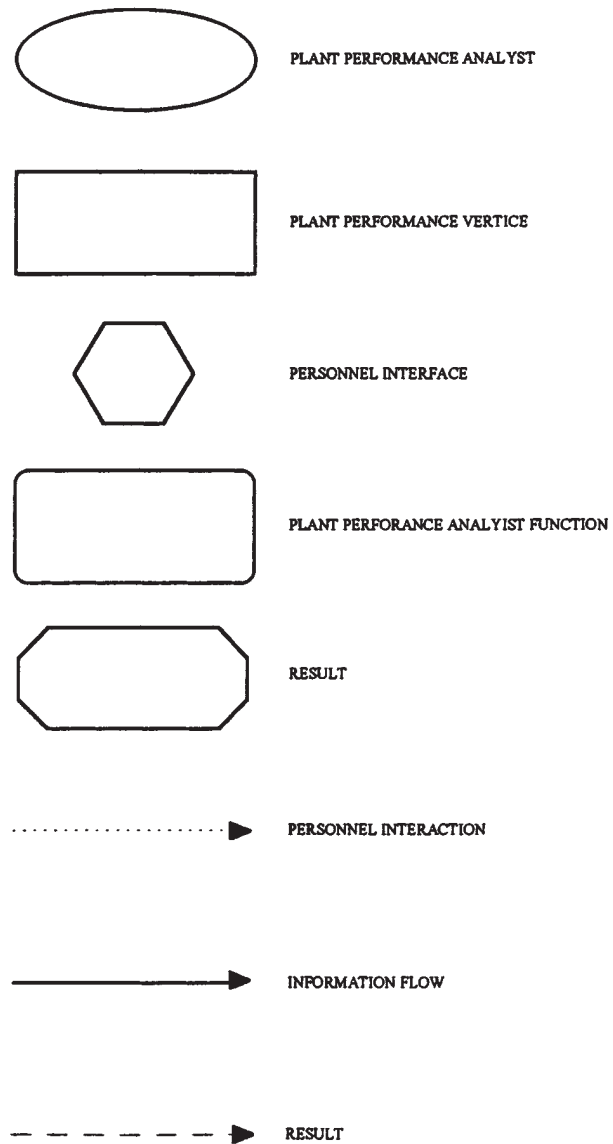 PLANT PERFORMANCE ANALYST
PLANT PERFORMANCE VERTICE
PERSONNEL INTERFACE
PLANT PERFORANCE ANALYIST FUNCTION
RESULT
PERSONNEL INTERACTION
INFORMATION FLOW
RESULT